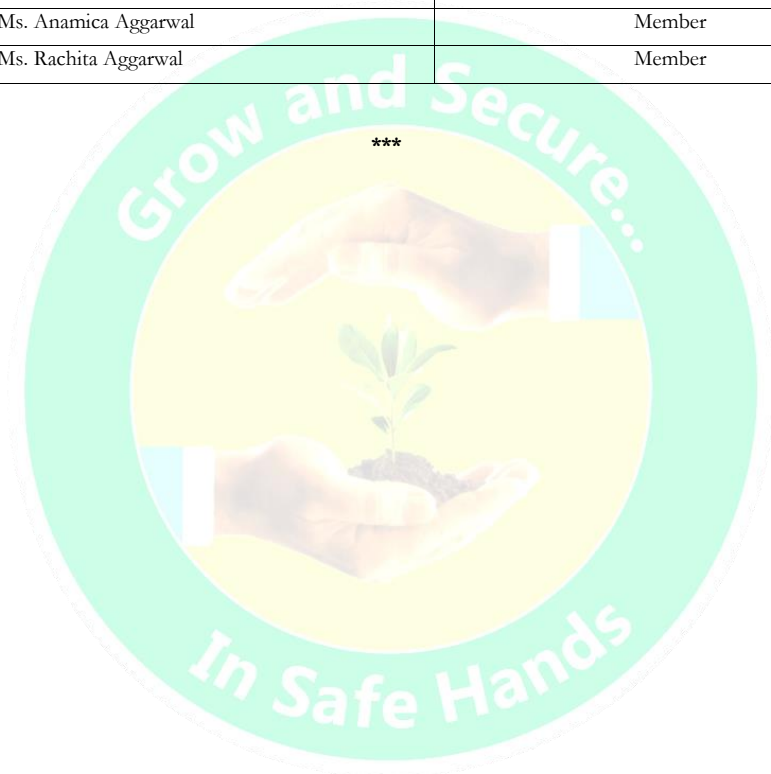 Ms. Anamica Aggarwal Member
Ms. Rachita Aggarwal Member
***
Grow and Secure...
In Safe Hands